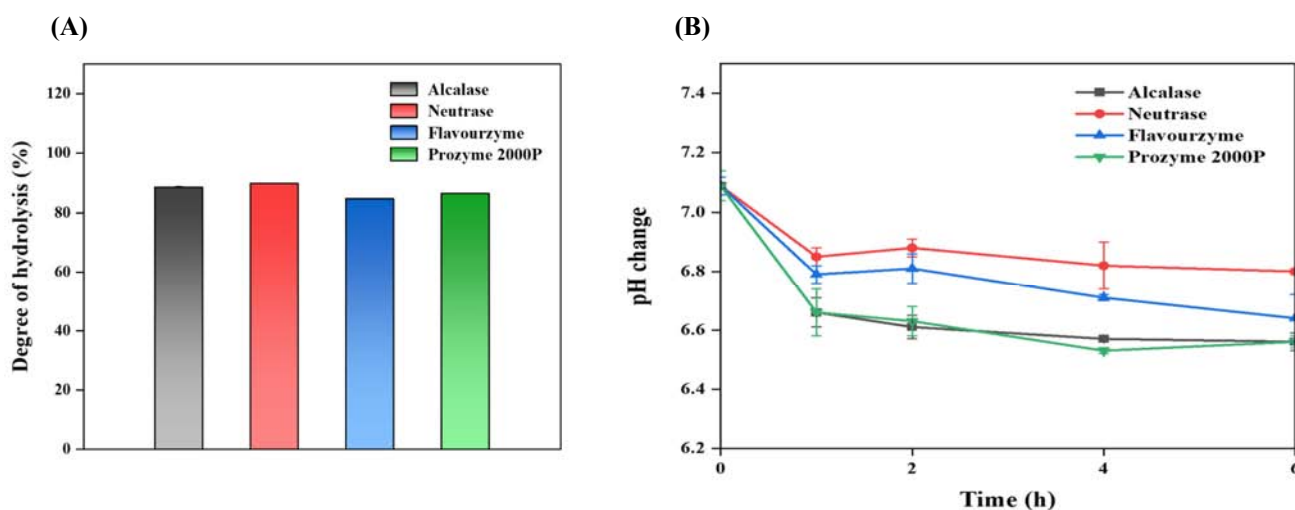 (A)
(B)
Degree of hydrolysis (%)
120
100
80
60
40
20
0
Alcalase
Neutrase
Flavourzyme
Prozyme 2000P
pH change
7.4
7.2
7.0
6.8
6.6
6.4
6.2
Alcalase
Neutrase
Flavourzyme
Prozyme 2000P
0
2
4
6
Time (h)